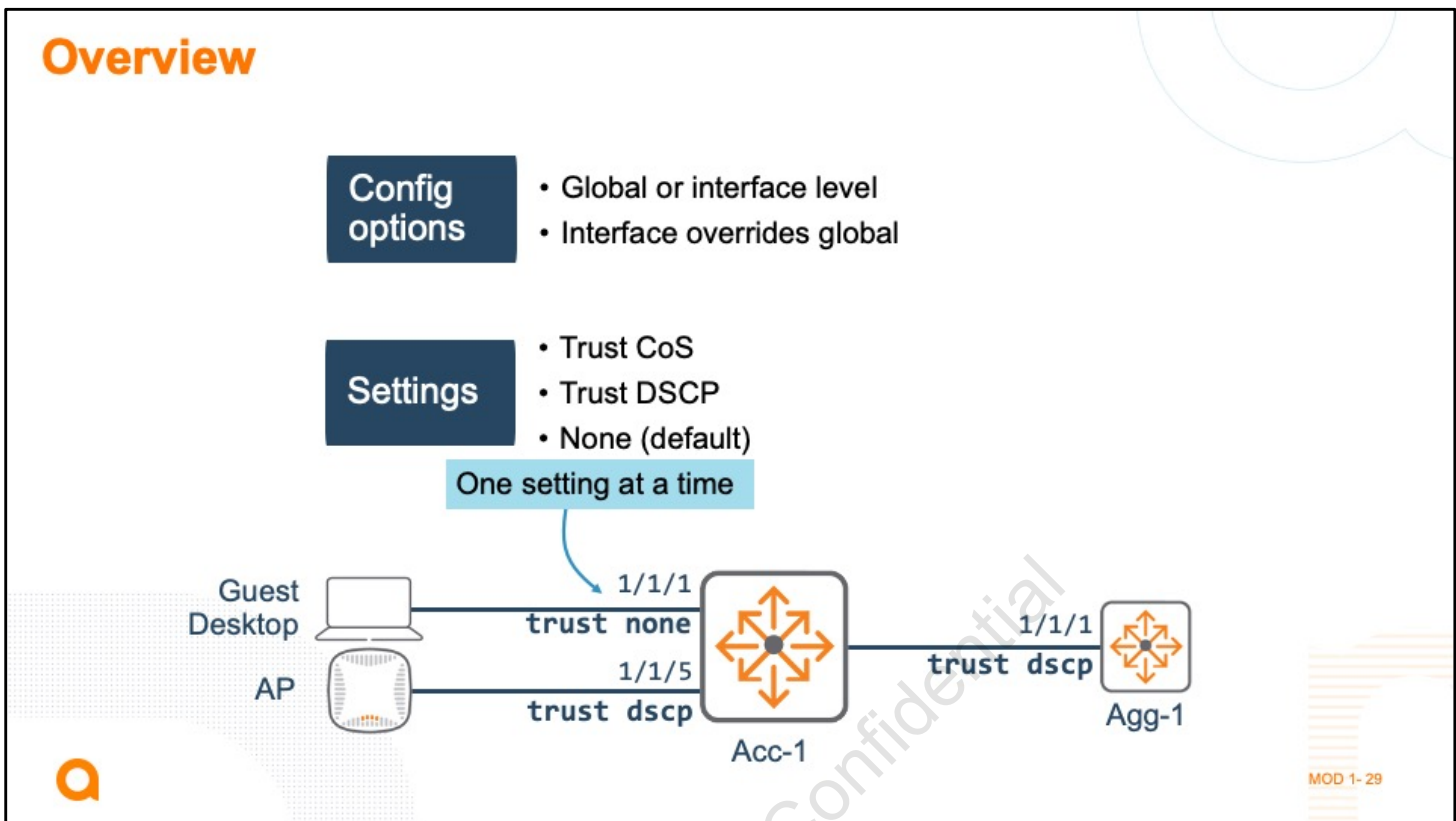 Overview
Config
options
• Global or interface level
• Interface overrides global
Settings
• Trust CoS
• Trust DSCP
• None (default)
One setting at a time
Guest
Desktop
1/1/1
trust none
AP
1/1/5
trust dscp
Acc-1
1/1/1
trust dscp
Agg-1
Confidential
MOD 1- 29